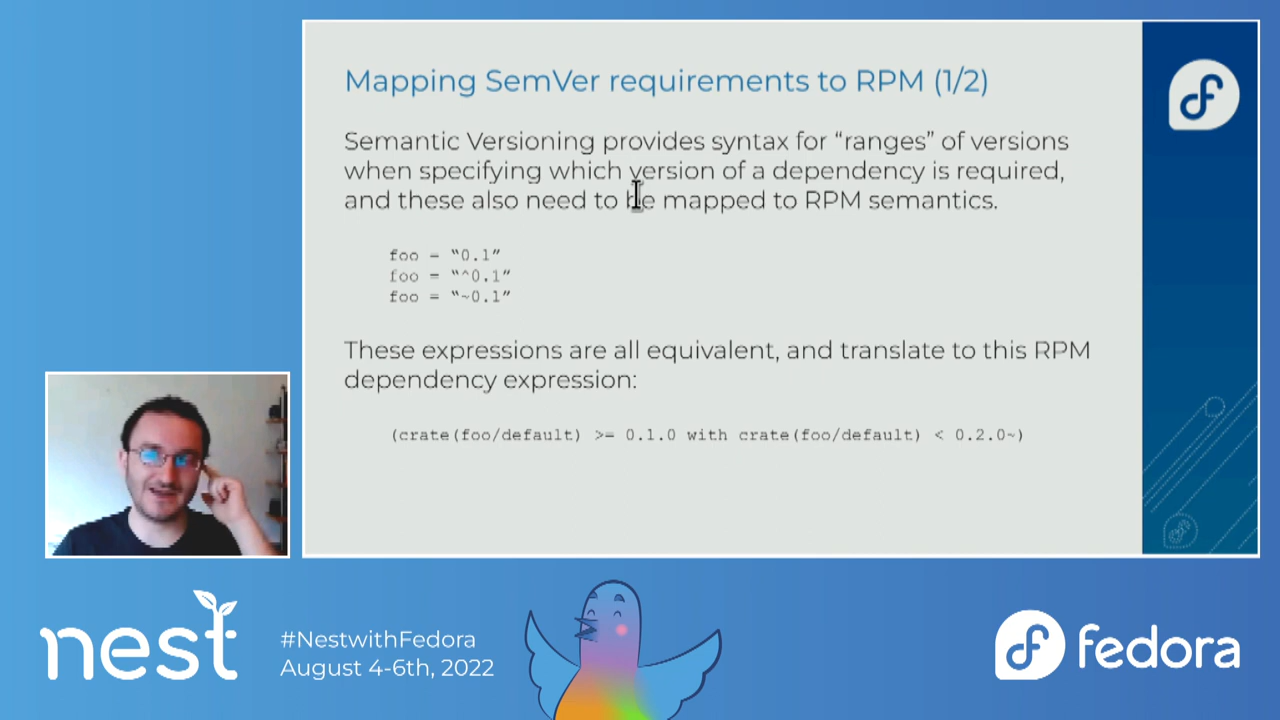 Mapping SemVer requirements to RPM (1/2)
Semantic Versioning provides syntax for “ranges” of versions
when specifying which version of a dependency is required,
and these also need to be mapped to RPM semantics.
foo = “0.1”
foo = “^0.1”
foo = “~0.1”
These expressions are all equivalent, and translate to this RPM
dependency expression:
(crate(foo/default) >= 0.1.0 with crate(foo/default) < 0.2.0~)
nest
#NestwithFedora
August 4-6th, 2022
fedora